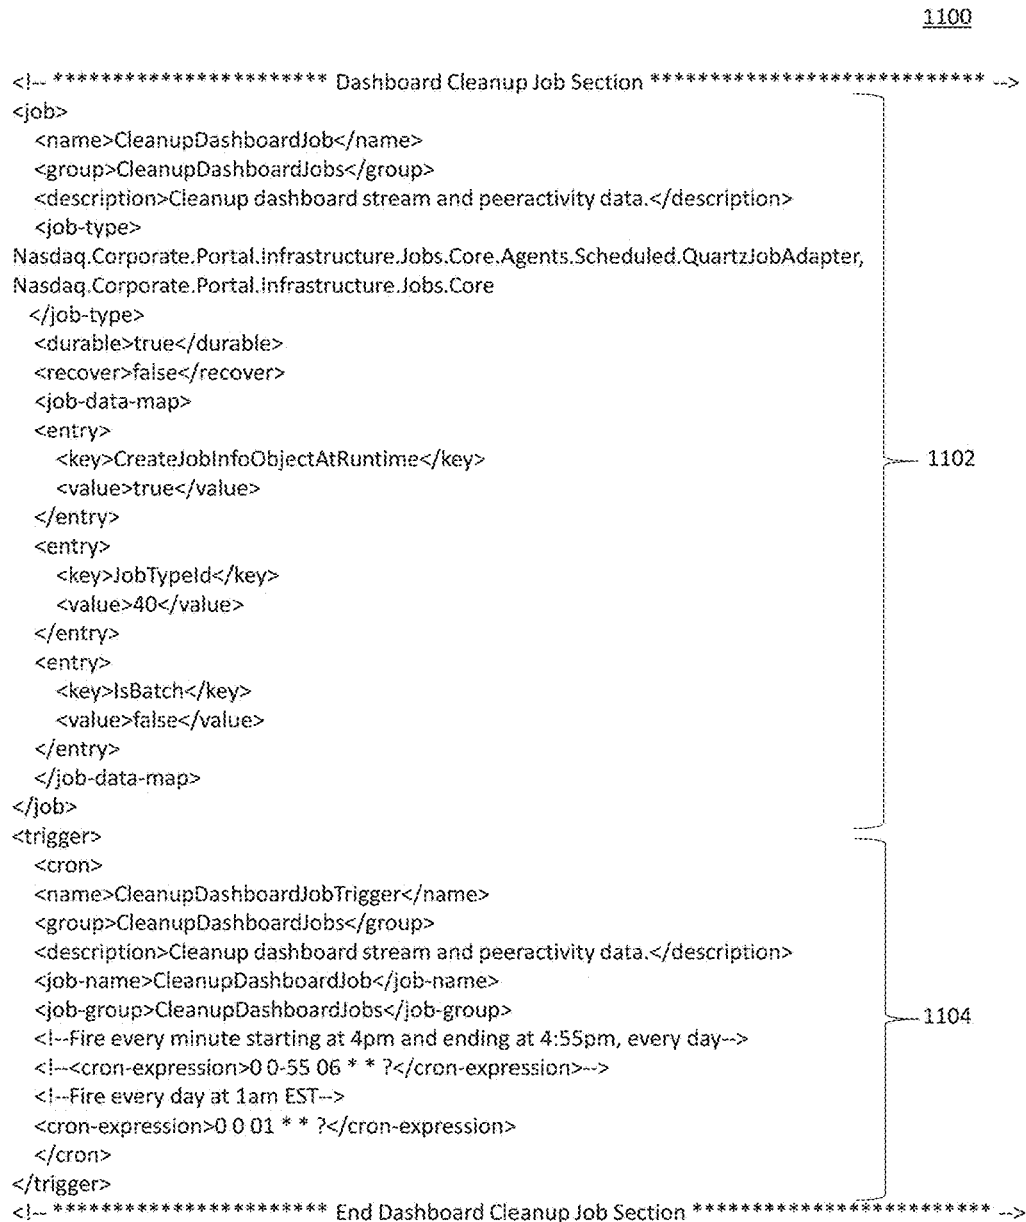 1100
<!-- *********************** Dashboard Cleanup Job Section **************************** -->
<job>
<name>CleanupDashboardJob</name>
<group>CleanupDashboardJobs</group>
<description>Cleanup dashboard stream and peeractivity data.</description>
<job-type>
Nasdaq.Corporate.Portal.Infrastructure.Jobs.Core.Agents.Scheduled.QuartzJobAdapter,
Nasdaq.Corporate.Portal.Infrastructure.Jobs.Core
</job-type>
<durable>true</durable>
<recover>false</recover>
<job-data-map>
<entry>
<key>CreateJobInfoObjectAtRuntime</key>
<value>true</value>
</entry>
<entry>
<key>JobTypeId</key>
<value>40</value>
</entry>
<entry>
<key>IsBatch</key>
<value>false</value>
</entry>
</job-data-map>
</job>
1102
<trigger>
<cron>
<name>CleanupDashboardJobTrigger</name>
<group>CleanupDashboardJobs</group>
<description>Cleanup dashboard stream and peeractivity data.</description>
<job-name>CleanupDashboardJob</job-name>
<job-group>CleanupDashboardJobs</job-group>
<!--Fire every minute starting at 4pm and ending at 4:55pm, every day-->
<!--<cron-expression>0 0-55 06 * * ?</cron-expression>-->
<!--Fire every day at 1am EST-->
<cron-expression>0 0 01 * * ?</cron-expression>
</cron>
</trigger>
1104
<!-- *********************** End Dashboard Cleanup Job Section ************************* -->